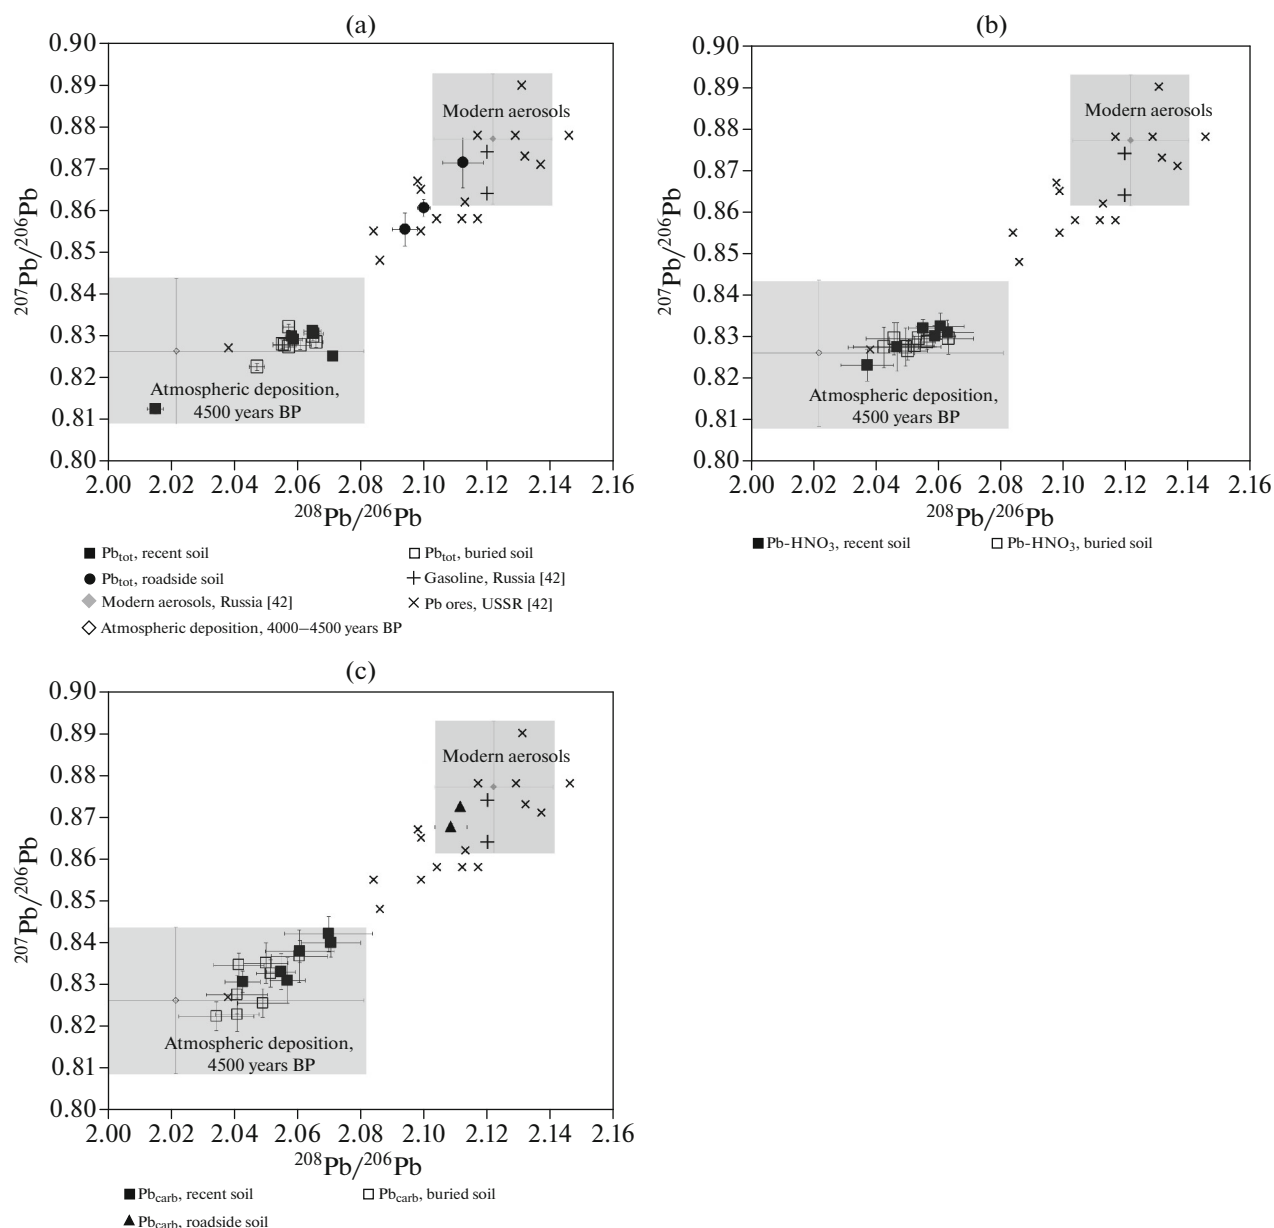 (a)
0.90
0.89
0.88
0.87
0.86
0.85
0.84
0.83
0.82
0.81
0.80
207Pb/206Pb
Modern aerosols
Atmospheric deposition,
4500 years BP
2.00 2.02 2.04 2.06 2.08 2.10 2.12 2.14 2.16
208Pb/206Pb
Pbtot, recent soil
Pbtot, buried soil
Pbtot, roadside soil
Gasoline, Russia [42]
Modern aerosols, Russia [42]
Pb ores, USSR [42]
Atmospheric deposition, 4000–4500 years BP
(b)
0.90
0.89
0.88
0.87
0.86
0.85
0.84
0.83
0.82
0.81
0.80
207Pb/206Pb
Modern aerosols
Atmospheric deposition,
4500 years BP
2.00 2.02 2.04 2.06 2.08 2.10 2.12 2.14 2.16
208Pb/206Pb
Pb-HNO3, recent soil
Pb-HNO3, buried soil
(c)
0.90
0.89
0.88
0.87
0.86
0.85
0.84
0.83
0.82
0.81
0.80
207Pb/206Pb
Modern aerosols
Atmospheric deposition,
4500 years BP
2.00 2.02 2.04 2.06 2.08 2.10 2.12 2.14 2.16
208Pb/206Pb
Pbcarb, recent soil
Pbcarb, buried soil
Pbcarb, roadside soil